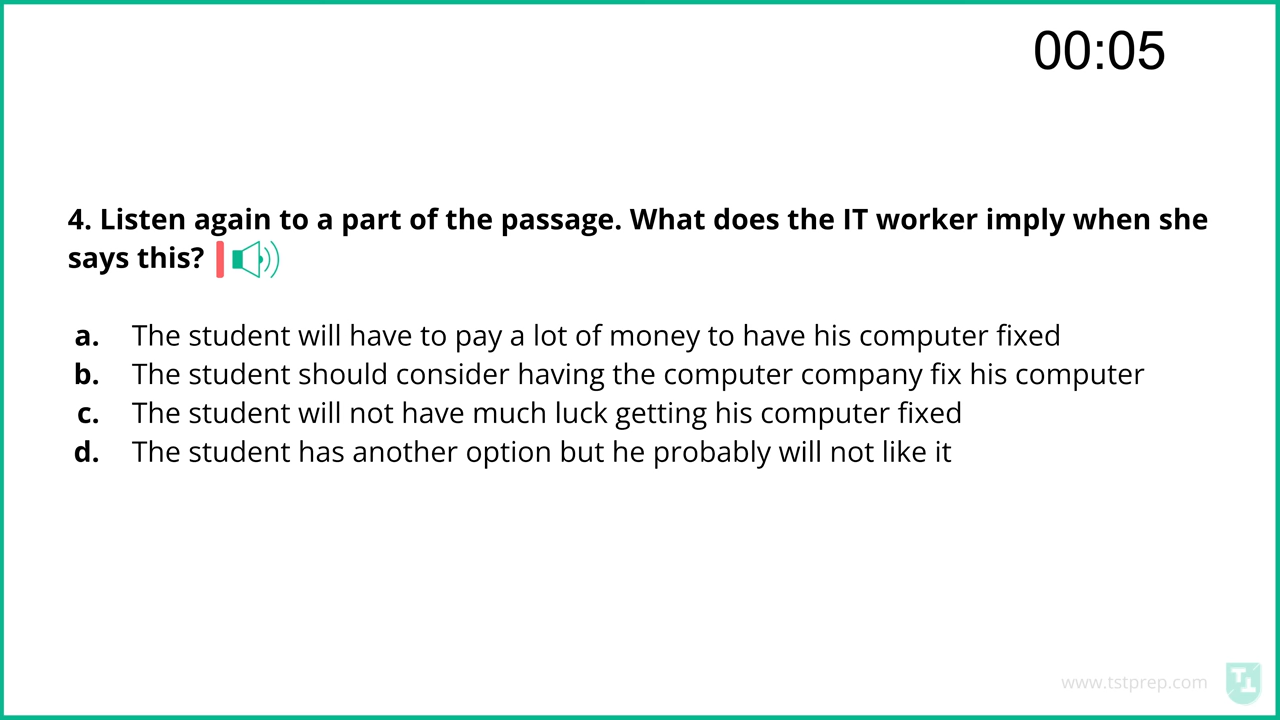 00:05
4. Listen again to a part of the passage. What does the IT worker imply when she
says this?
a. The student will have to pay a lot of money to have his computer fixed
b. The student should consider having the computer company fix his computer
c. The student will not have much luck getting his computer fixed
d. The student has another option but he probably will not like it
www.tstprep.com